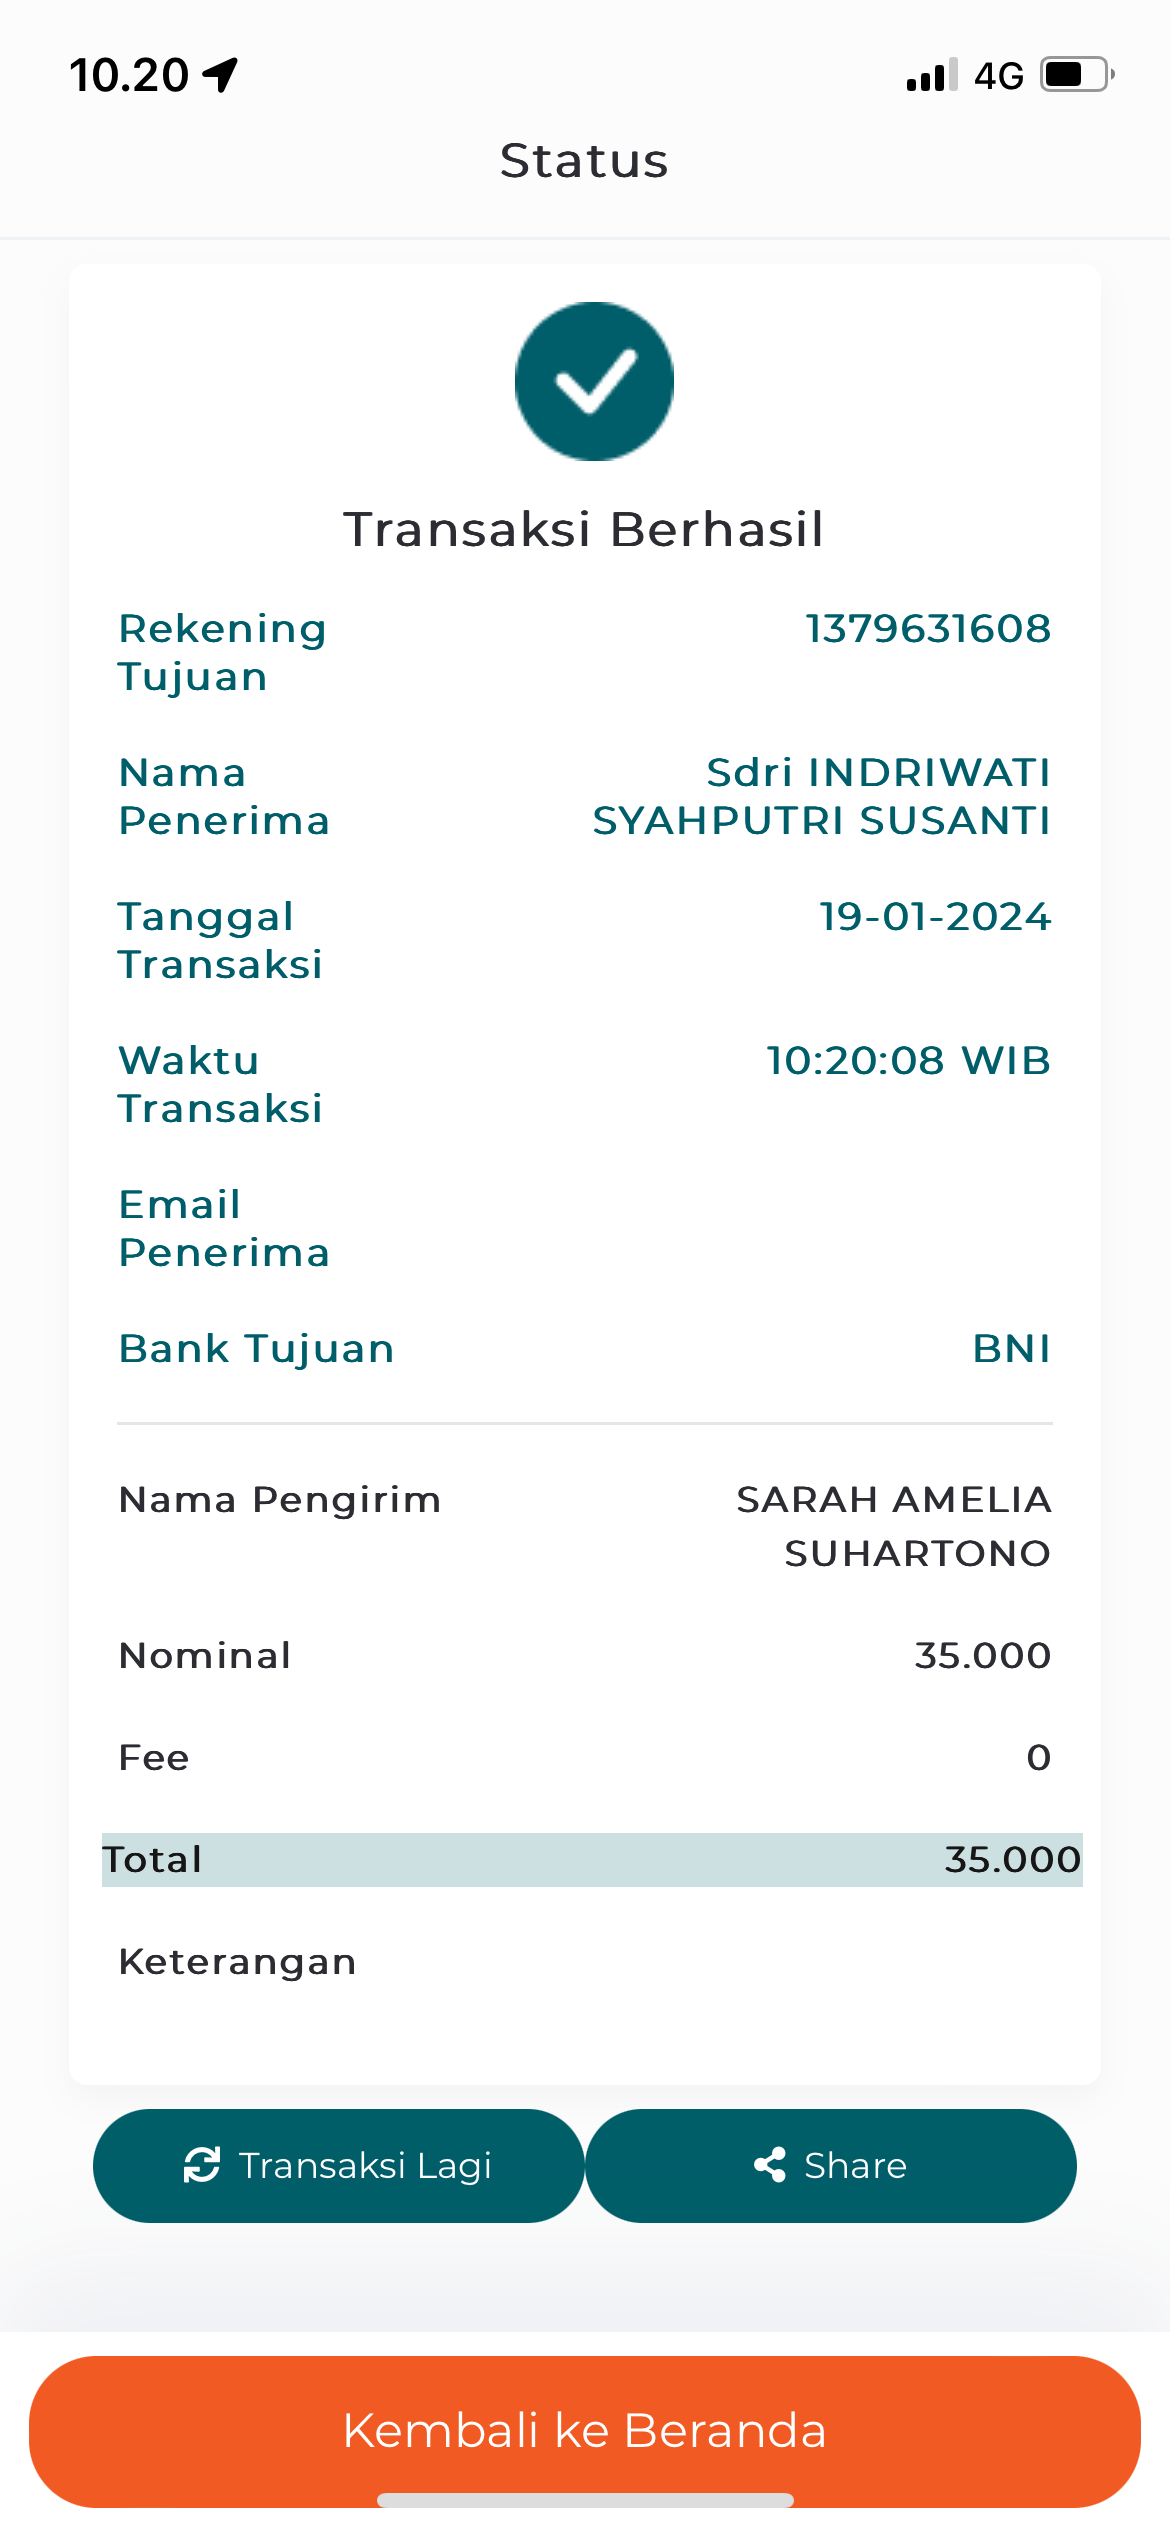 10.20
4G
Status
Transaksi Berhasil
Rekening Tujuan 1379631608
Nama Penerima Sdri INDRIWATI SYAHPUTRI SUSANTI
Tanggal Transaksi 19-01-2024
Waktu Transaksi 10:20:08 WIB
Email Penerima
Bank Tujuan BNI
Nama Pengirim SARAH AMELIA SUHARTONO
Nominal 35.000
Fee 0
Total 35.000
Keterangan
Transaksi Lagi
Share
Kembali ke Beranda